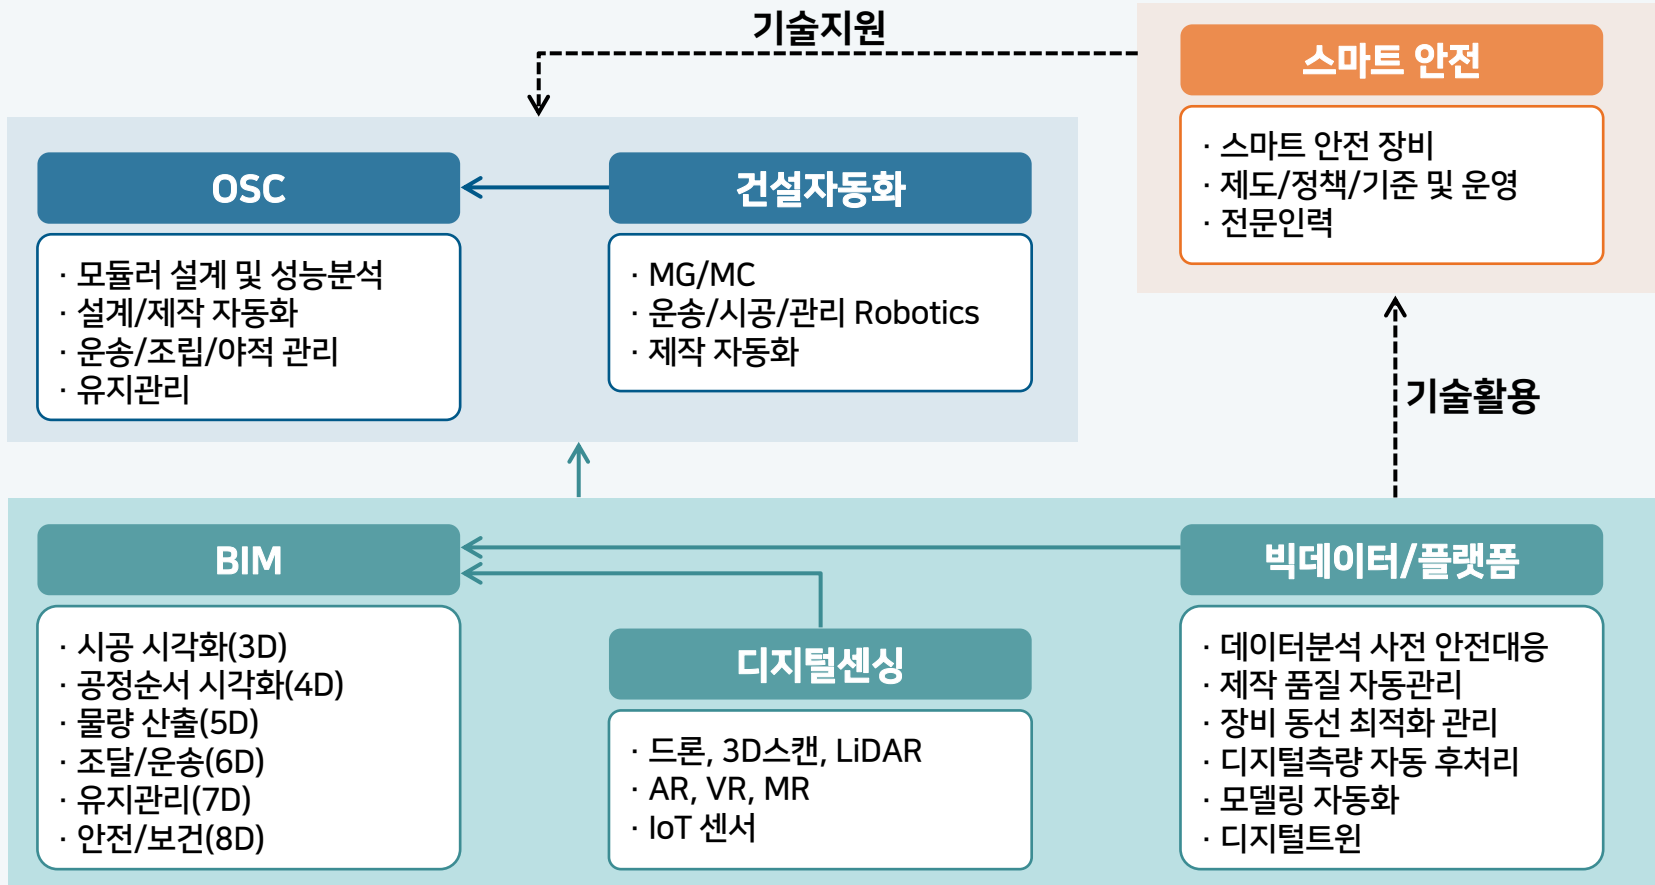 기술지원
스마트 안전
· 스마트 안전 장비
· 제도/정책/기준 및 운영
· 전문인력
OSC
· 모듈러 설계 및 성능분석
· 설계/제작 자동화
· 운송/조립/야적 관리
· 유지관리
건설자동화
· MG/MC
· 운송/시공/관리 Robotics
· 제작 자동화
기술활용
BIM
· 시공 시각화(3D)
· 공정순서 시각화(4D)
· 물량 산출(5D)
· 조달/운송(6D)
· 유지관리(7D)
· 안전/보건(8D)
디지털센싱
· 드론, 3D스캔, LiDAR
· AR, VR, MR
· IoT 센서
빅데이터/플랫폼
· 데이터분석 사전 안전대응
· 제작 품질 자동관리
· 장비 동선 최적화 관리
· 디지털측량 자동 후처리
· 모델링 자동화
· 디지털트윈